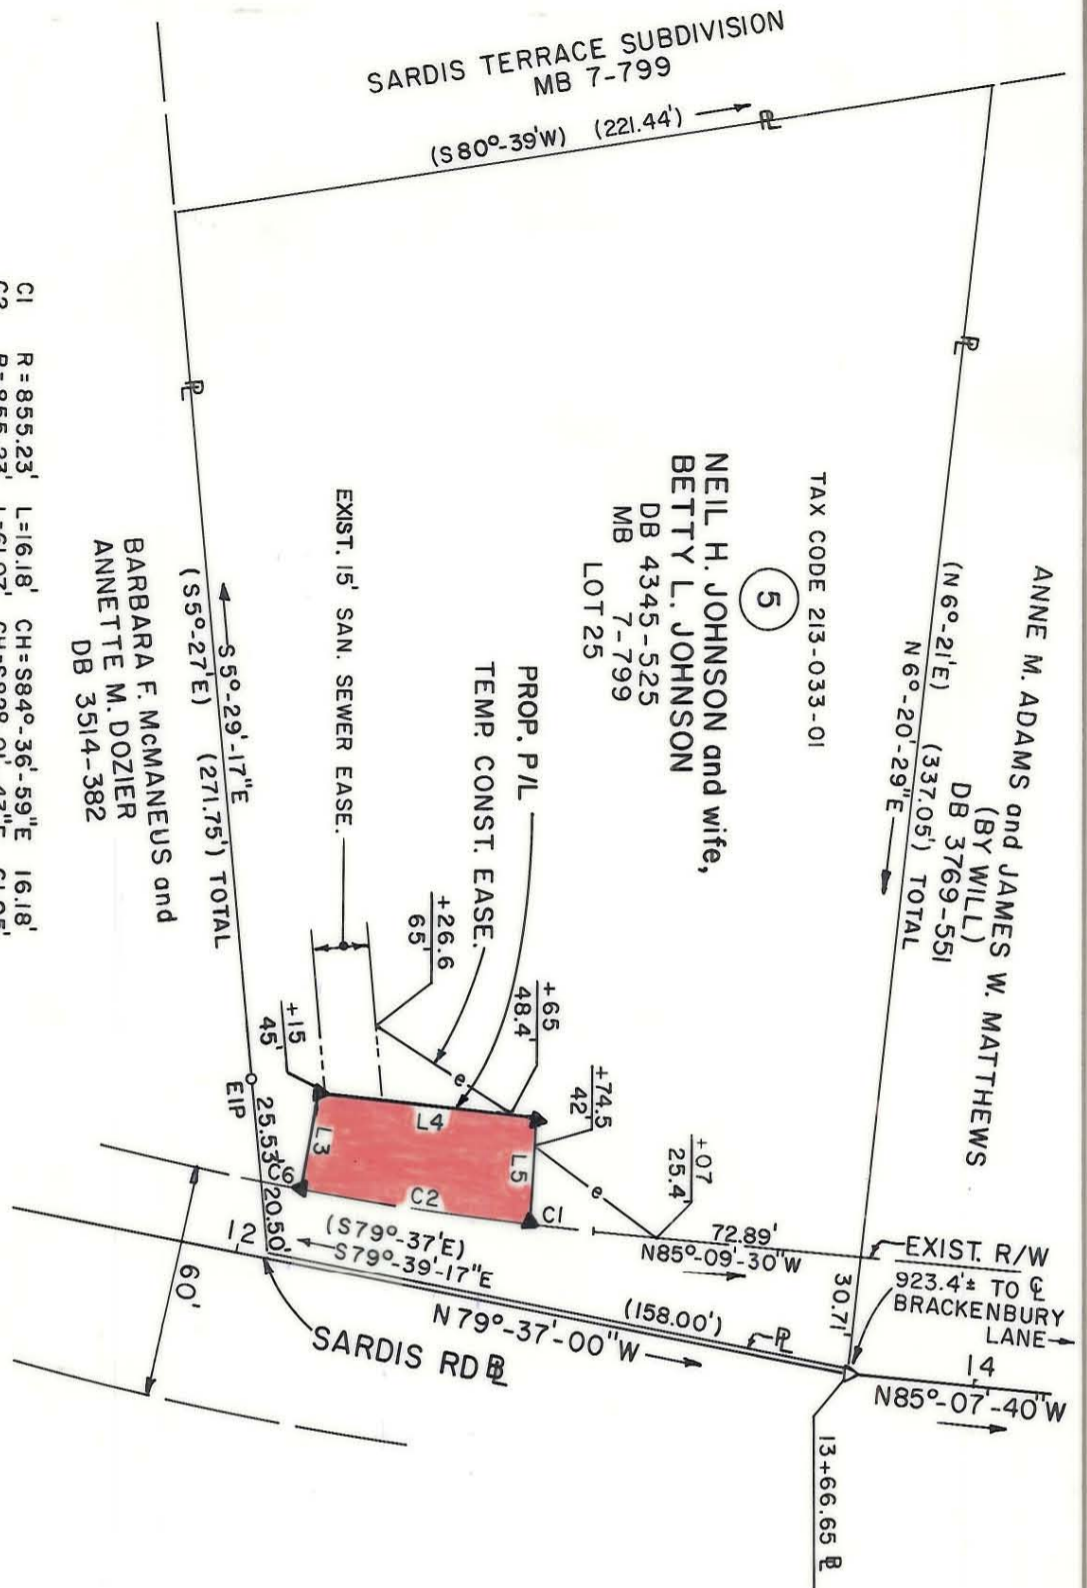 SARDIS TERRACE SUBDIVISION
MB 7-799
(S80°-39'W) (221.44')
PL
ANNE M. ADAMS and JAMES W. MATTHEWS
(BY WILL)
DB 3769-551
(N6°-21'E) (337.05') TOTAL
N6°-20'-29"E
PL
TAX CODE 213-033-01
5
NEIL H. JOHNSON and wife,
BETTY L. JOHNSON
DB 4345-525
MB 7-799
LOT 25
PROP. P/L
TEMP. CONST. EASE.
EXIST. 15' SAN. SEWER EASE.
PL
S5°-29'-17"E
(S5°-27'E) (271.75') TOTAL
BARBARA F. McMANEUS and
ANNETTE M. DOZIER
DB 3514-382
C1 R=855.23' L=16.18' CH=S84°-36'-59"E 16.18'
+26.6
65'
+65
48.4'
+74.5
42'
+07
25.4'
+15
45'
e
e
L4
L3
L5
C2
C1
C6
EIP
25.53'
20.50'
12
72.89'
N85°-09'-30"W
EXIST. R/W
923.4'± TO CL
BRACKENBURY
LANE
30.71'
(S79°-37'E)
S79°-39'-17"E
(158.00')
PL
N79°-37'-00"W
SARDIS RD BL
60'
14
N85°-07'-40"W
13+66.65 BL